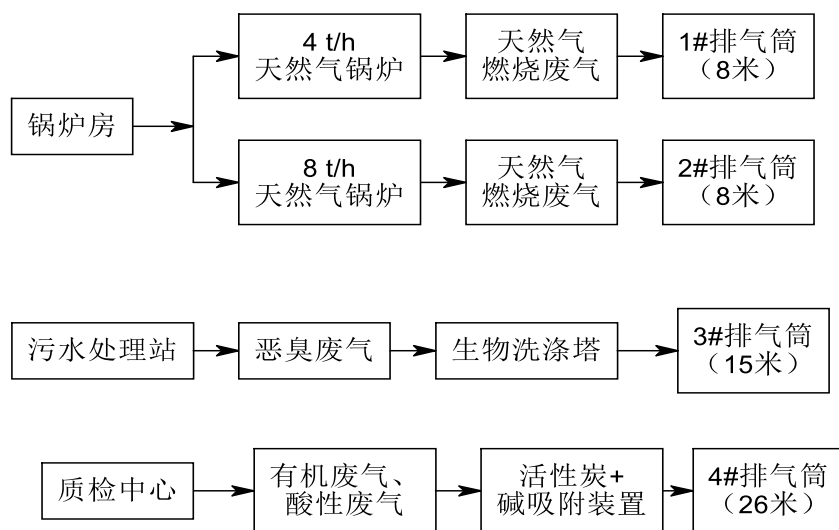 4 t/h
天然气锅炉
天然气
燃烧废气
1#排气筒
（8米）
锅炉房
8 t/h
天然气锅炉
天然气
燃烧废气
2#排气筒
（8米）
污水处理站
恶臭废气
生物洗涤塔
3#排气筒
（15米）
质检中心
有机废气、
酸性废气
活性炭+
碱吸附装置
4#排气筒
（26米）